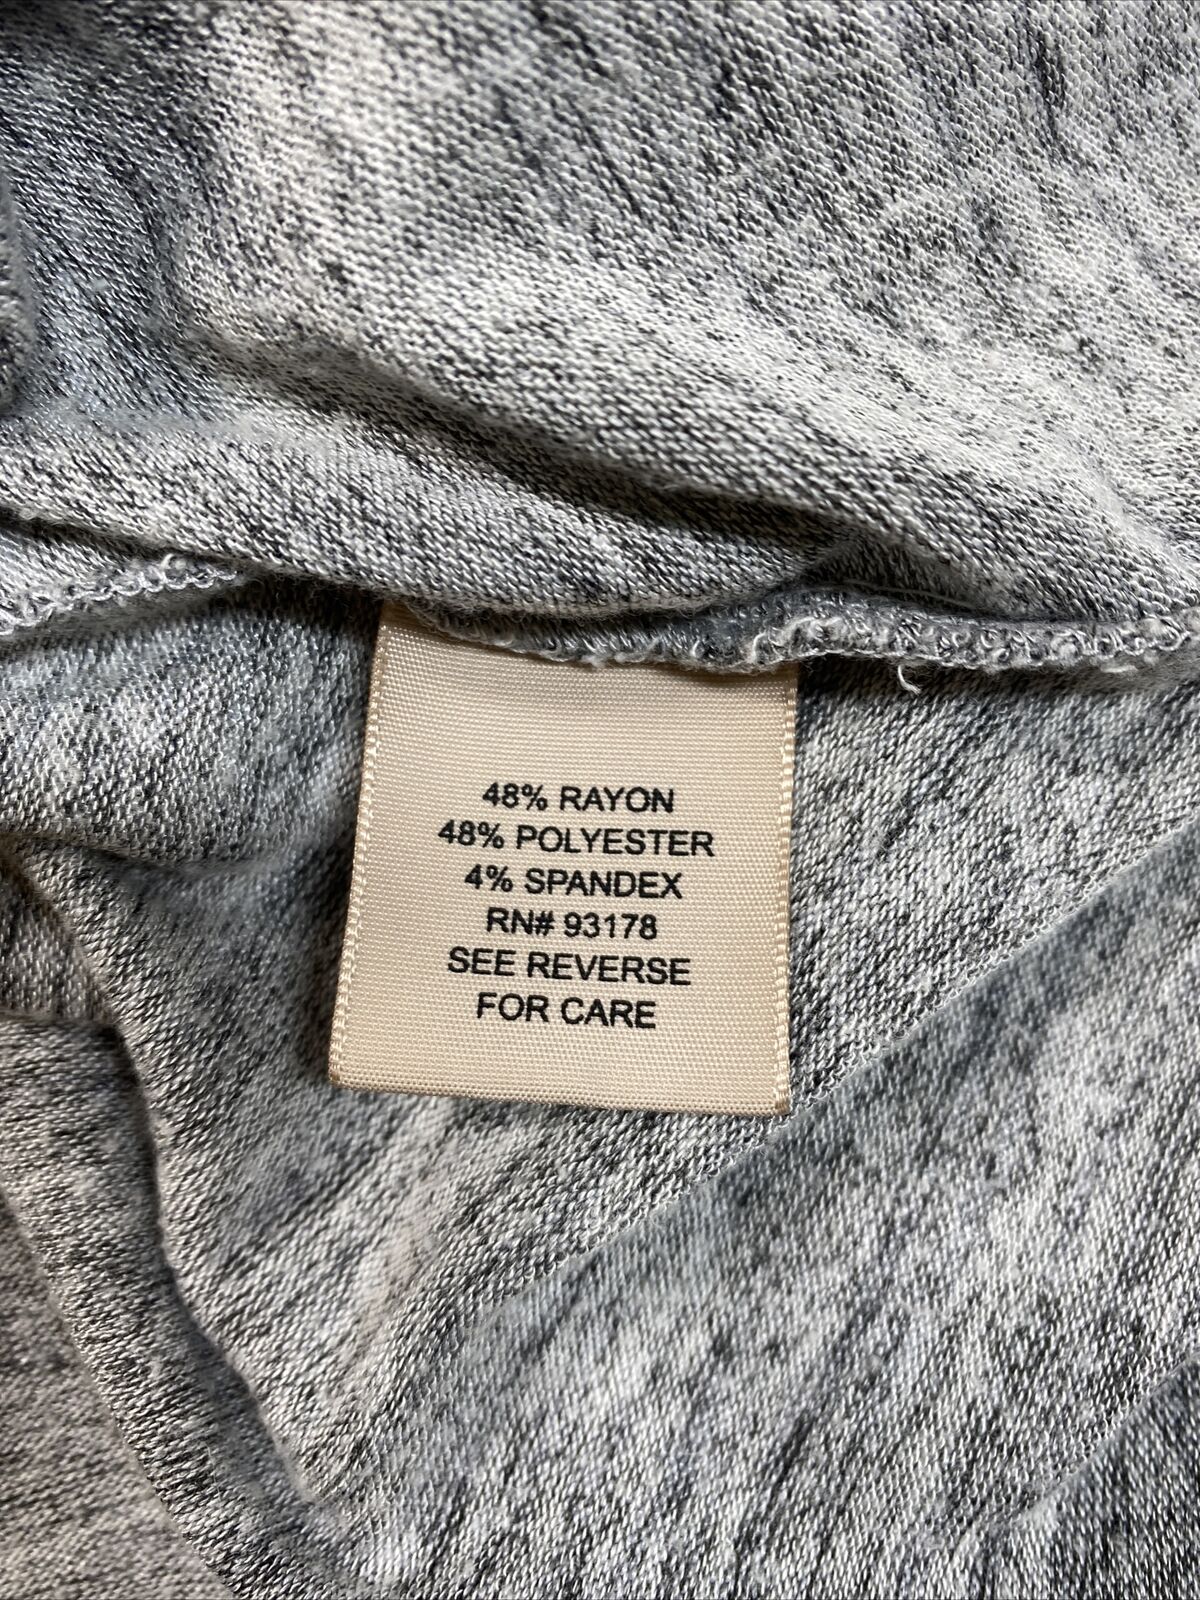 48% RAYON
48% POLYESTER
4% SPANDEX
RN# 93178
SEE REVERSE
FOR CARE